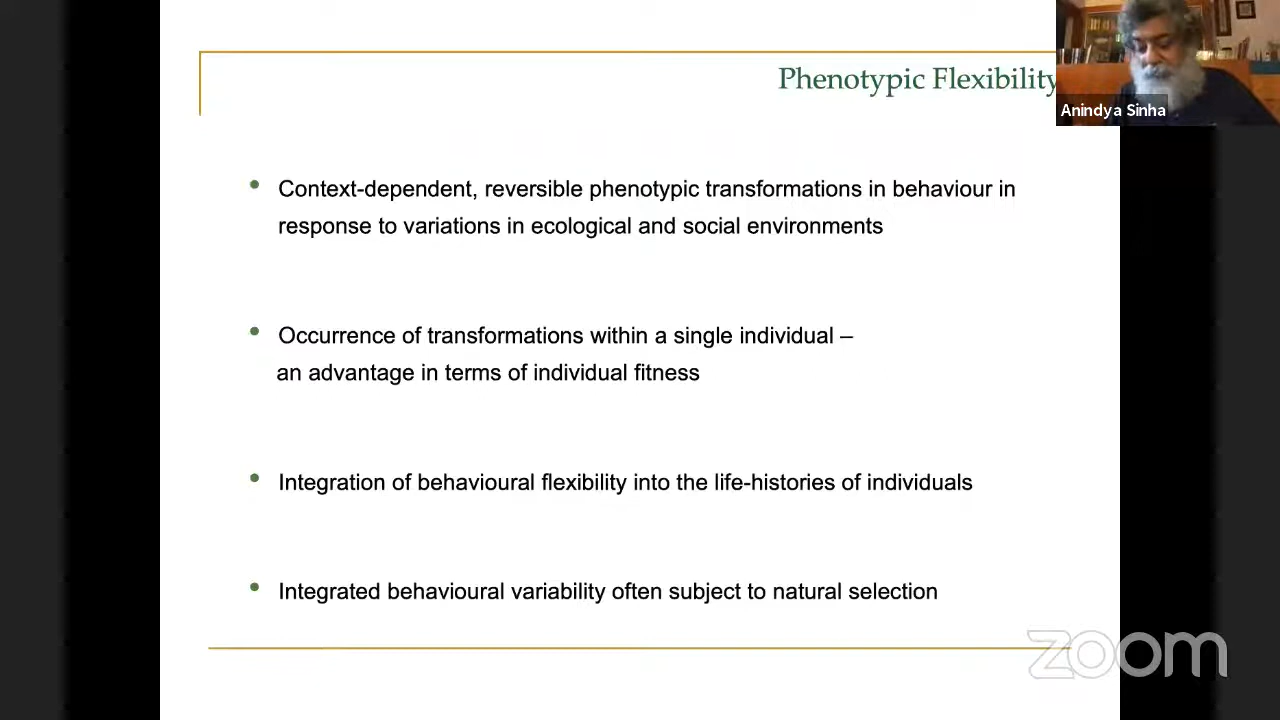 Phenotypic Flexibility
Anindya Sinha
• Context-dependent, reversible phenotypic transformations in behaviour in
response to variations in ecological and social environments
• Occurrence of transformations within a single individual –
an advantage in terms of individual fitness
• Integration of behavioural flexibility into the life-histories of individuals
• Integrated behavioural variability often subject to natural selection
zoom